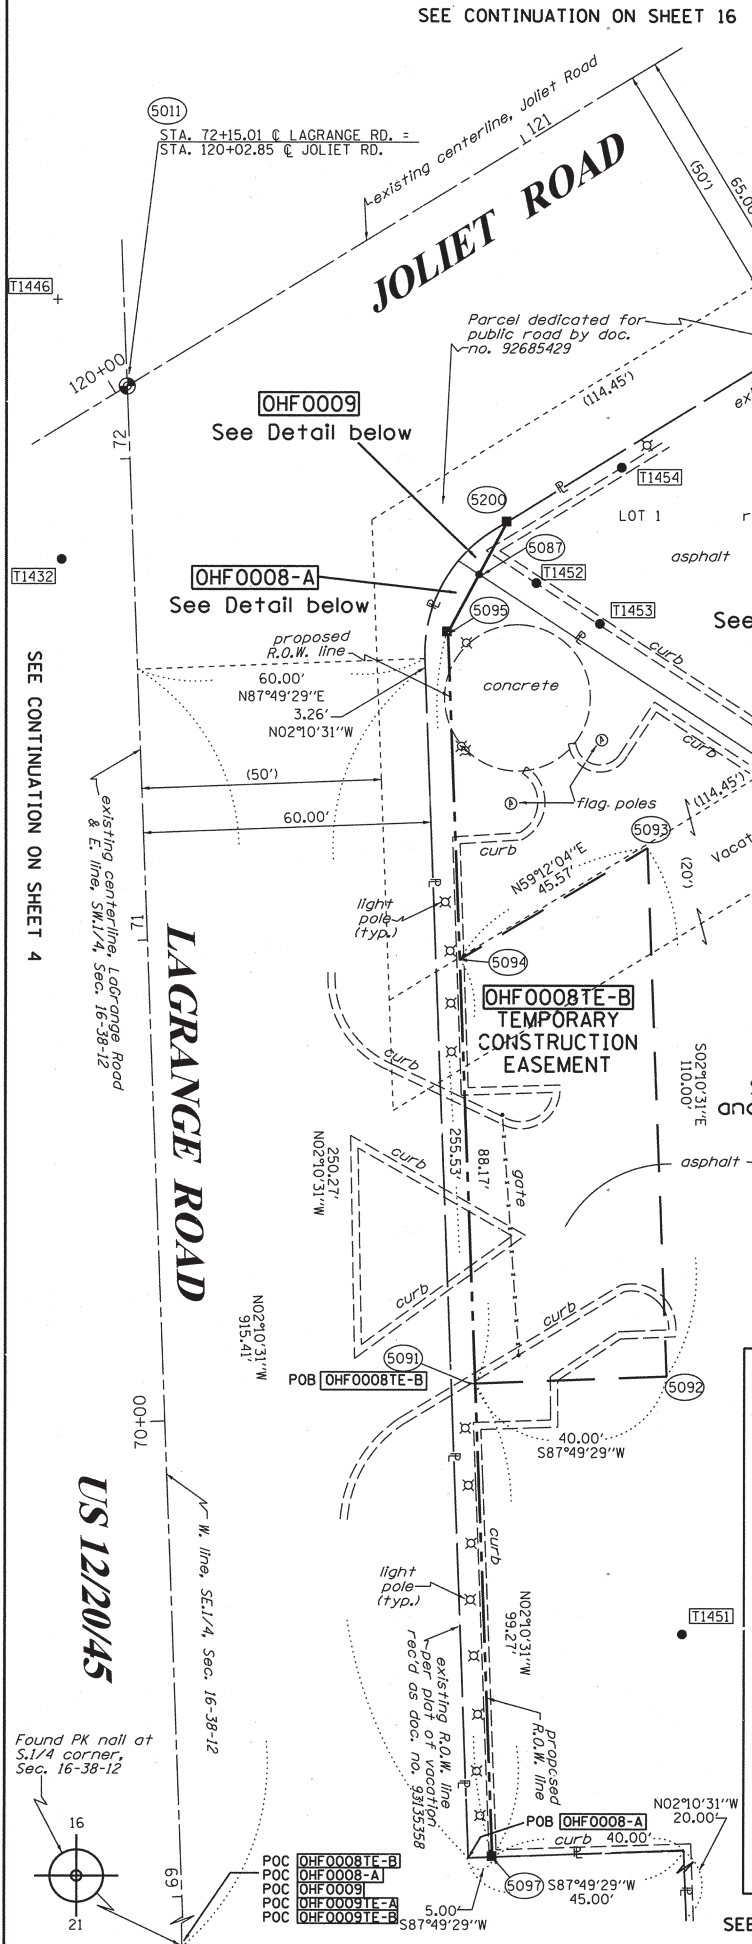 SEE CONTINUATION ON SHEET 16
5011
STA. 72+15.01 ℄ LAGRANGE RD. =
STA. 120+02.85 ℄ JOLIET RD.
existing centerline, Joliet Road
121
(50')
JOLIET ROAD
T1446
120+00
72
Parcel dedicated for
public road by doc.
no. 92685429
(114.45')
OHF0009
See Detail below
5200
T1454
LOT 1
asphalt
5087
T1452
T1453
T1432
OHF0008-A
See Detail below
5095
See
curb
proposed
R.O.W. line
60.00'
N87°49'29"E
3.26'
N02°10'31"W
concrete
curb
SEE CONTINUATION ON SHEET 4
(50')
60.00'
flag poles
(114.45')
5093
existing centerline, LaGrange Road
& E. line, SW.1/4, Sec. 16-38-12
curb
N59°12'04"E
45.57'
(20')
light
pole
(typ.)
71
LAGRANGE ROAD
5094
OHF0008TE-B
TEMPORARY
CONSTRUCTION
EASEMENT
S02°10'31"E
110.00'
curb
asphalt
N02°10'31"W
250.27'
curb
255.53'
88.17'
gate
curb
curb
N02°10'31"W
915.41'
5091
POB OHF0008TE-B
5092
70+00
40.00'
S87°49'29"W
US 12/20/45
W. line, SE.1/4, Sec. 16-38-12
curb
light
pole
(typ.)
N02°10'31"W
99.27'
T1451
existing R.O.W. line
per plat of vacation
rec'd as doc. no. 93135358
proposed
R.O.W. line
Found PK nail at
S.1/4 corner,
Sec. 16-38-12
16
21
69
POC OHF0008TE-B
POC OHF0008-A
POC OHF0009
POC OHF0009TE-A
POC OHF0009TE-B
POB OHF0008-A
curb 40.00'
N02°10'31"W
20.00'
5097
S87°49'29"W
45.00'
5.00'
S87°49'29"W